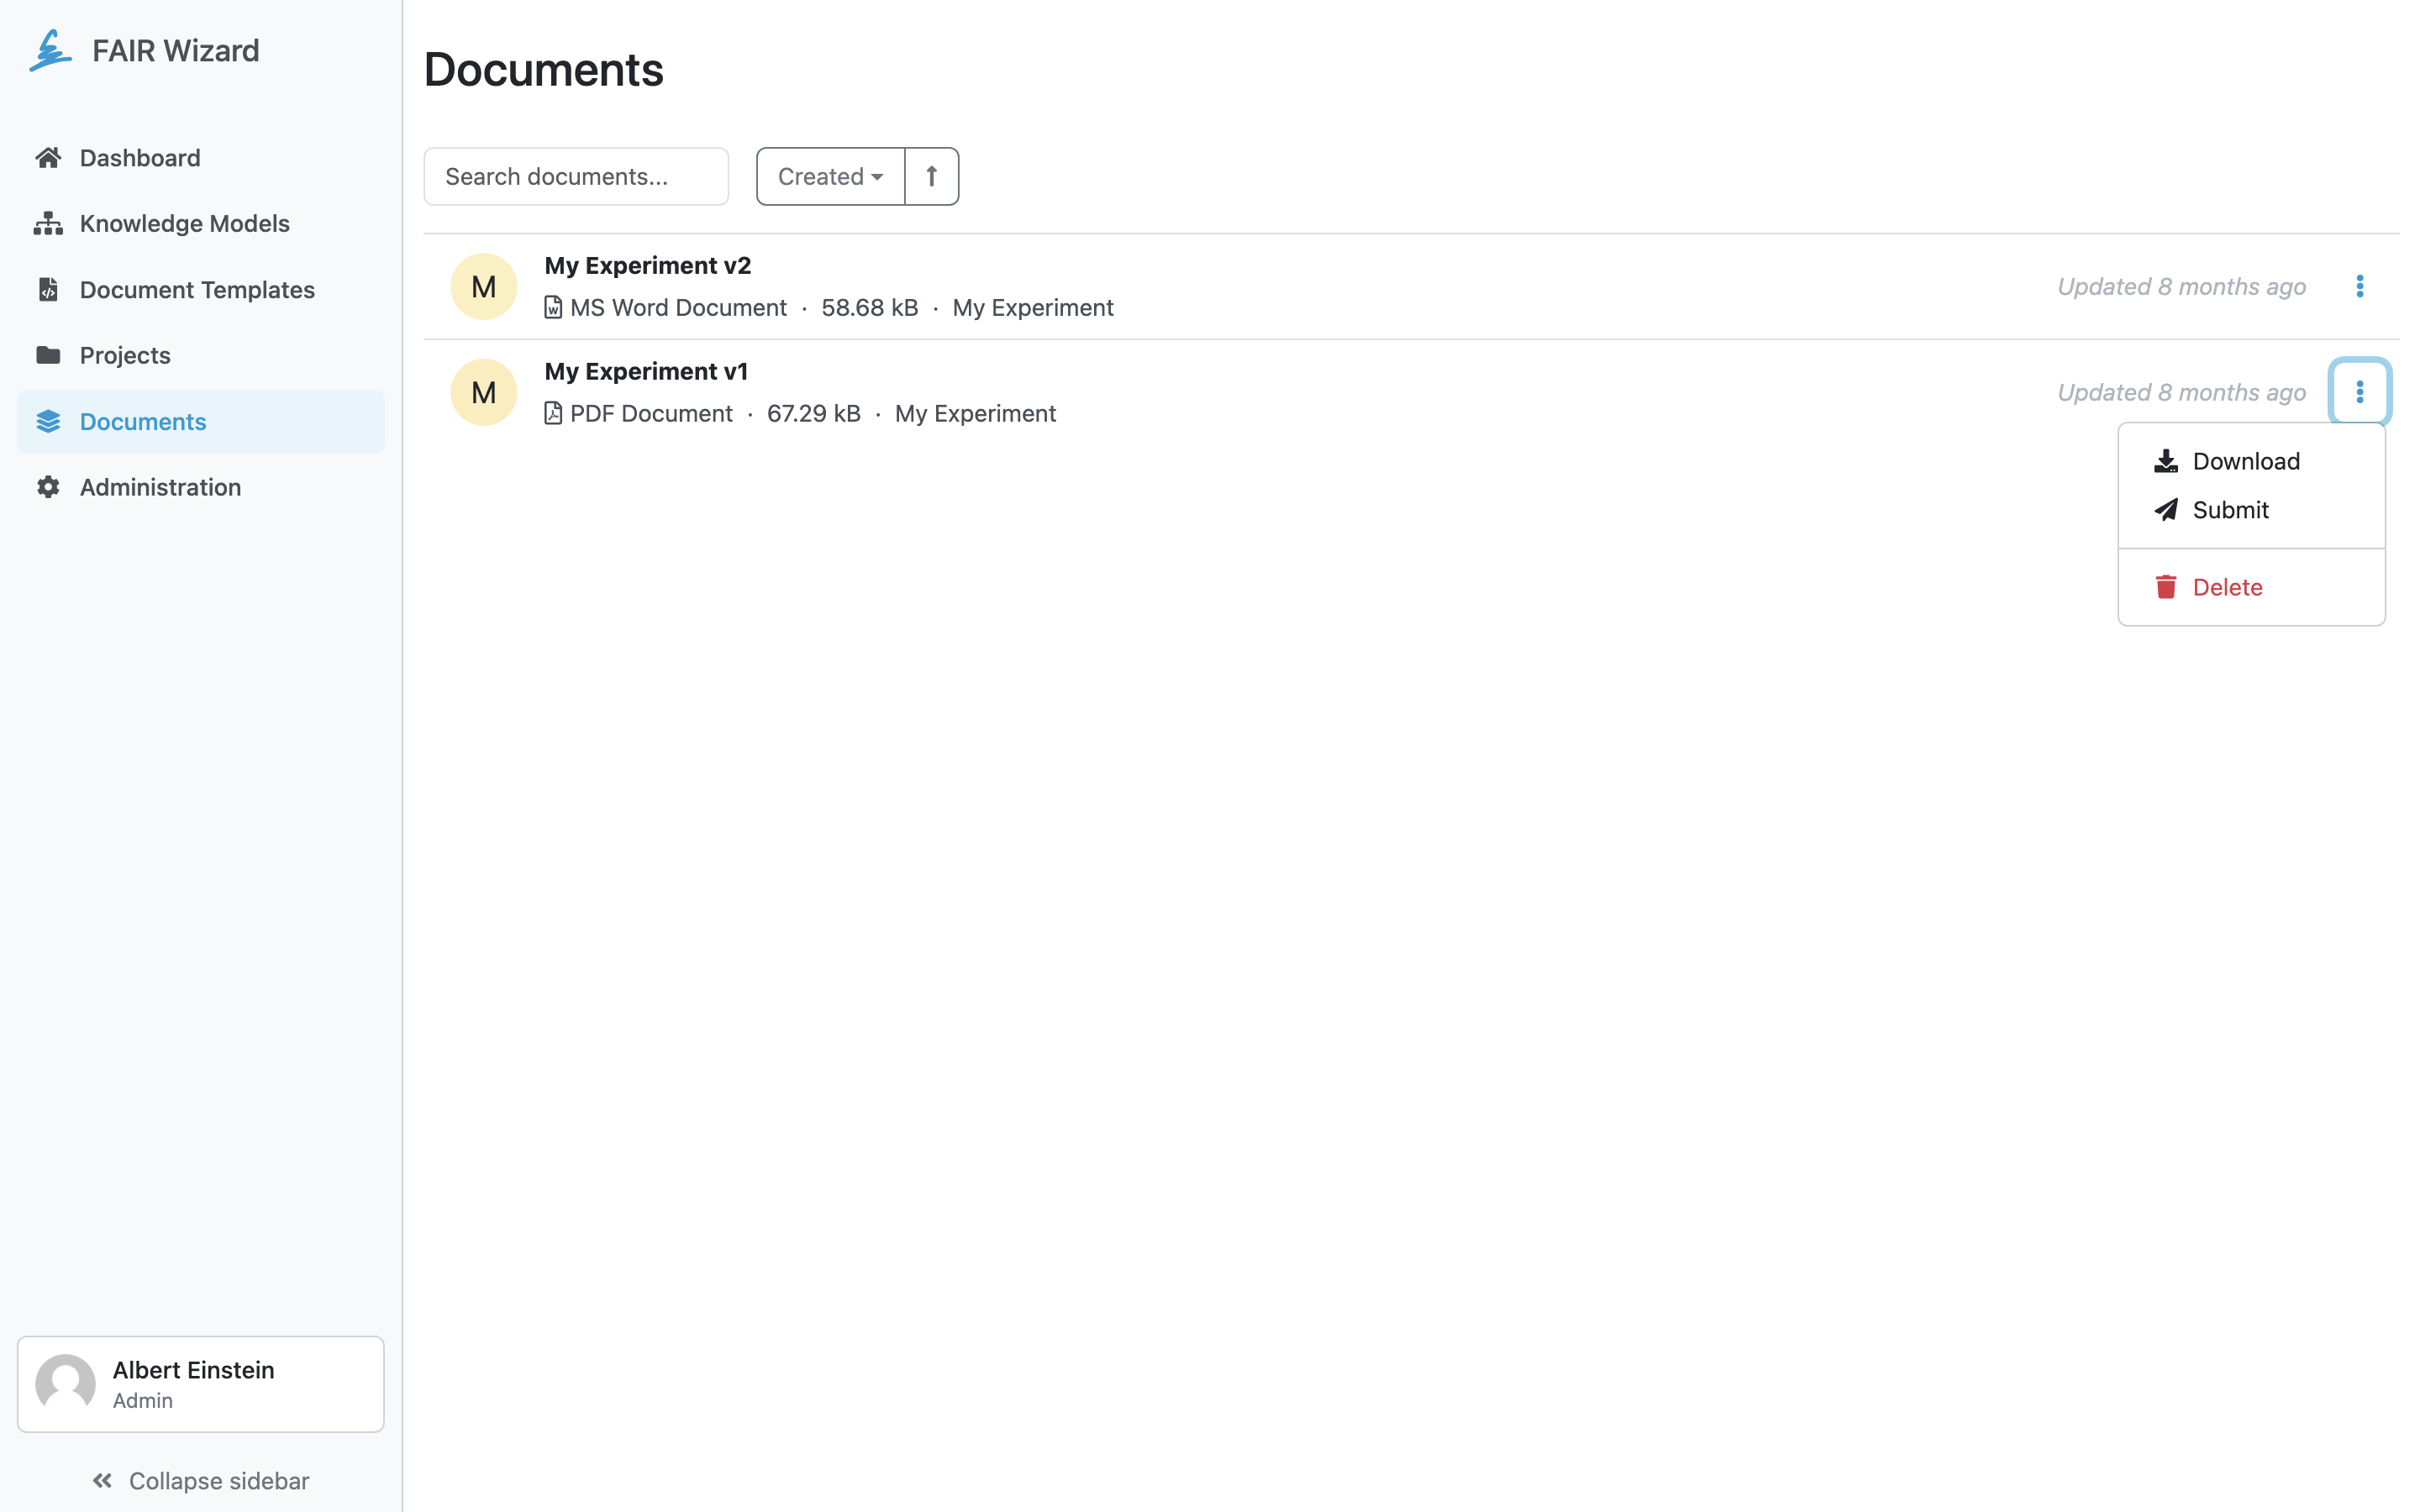 FAIR Wizard
Dashboard
Knowledge Models
Document Templates
Projects
Documents
Administration
Albert Einstein
Admin
Collapse sidebar
Documents
Search documents...
Created
M
My Experiment v2
MS Word Document · 58.68 kB · My Experiment
Updated 8 months ago
M
My Experiment v1
PDF Document · 67.29 kB · My Experiment
Updated 8 months ago
Download
Submit
Delete